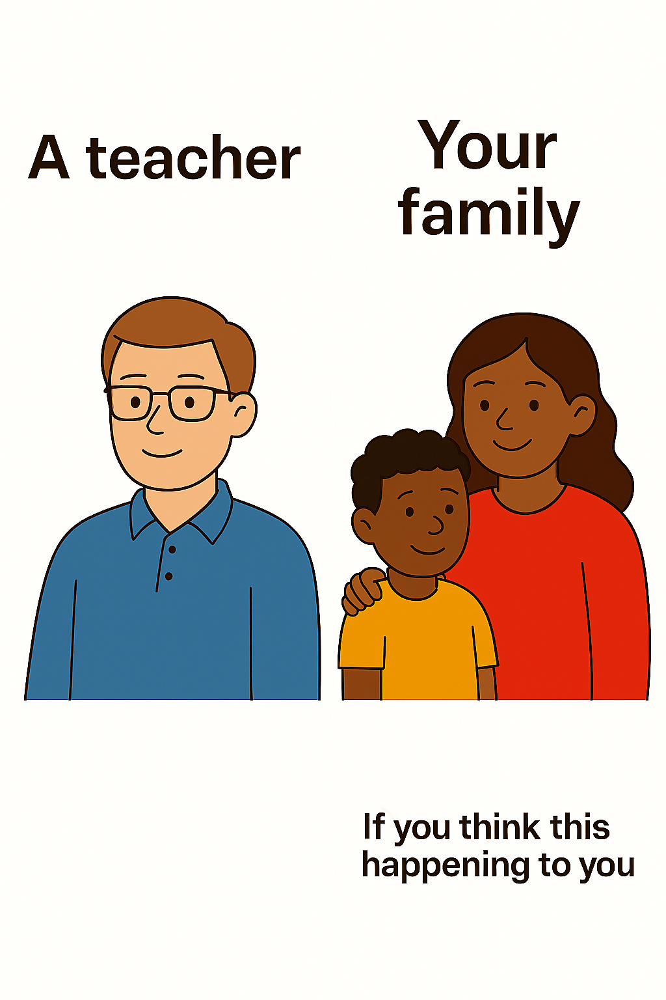 A teacher
Your
family
If you think this
happening to you